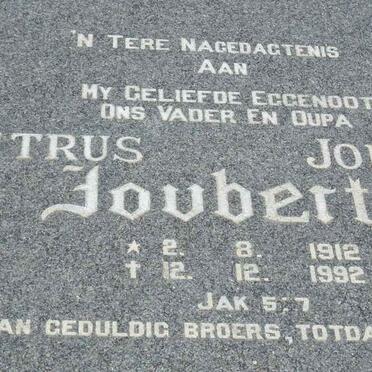 'N TERE NAGEDAGTENIS
AAN
MY GELIEFDE EGGENOOT
ONS VADER EN OUPA
TRUS JO
Joubert
* 2. 8. 1912
† 12. 12. 1992
JAK 5:7
AN GEDULDIG BROERS, TOTDA